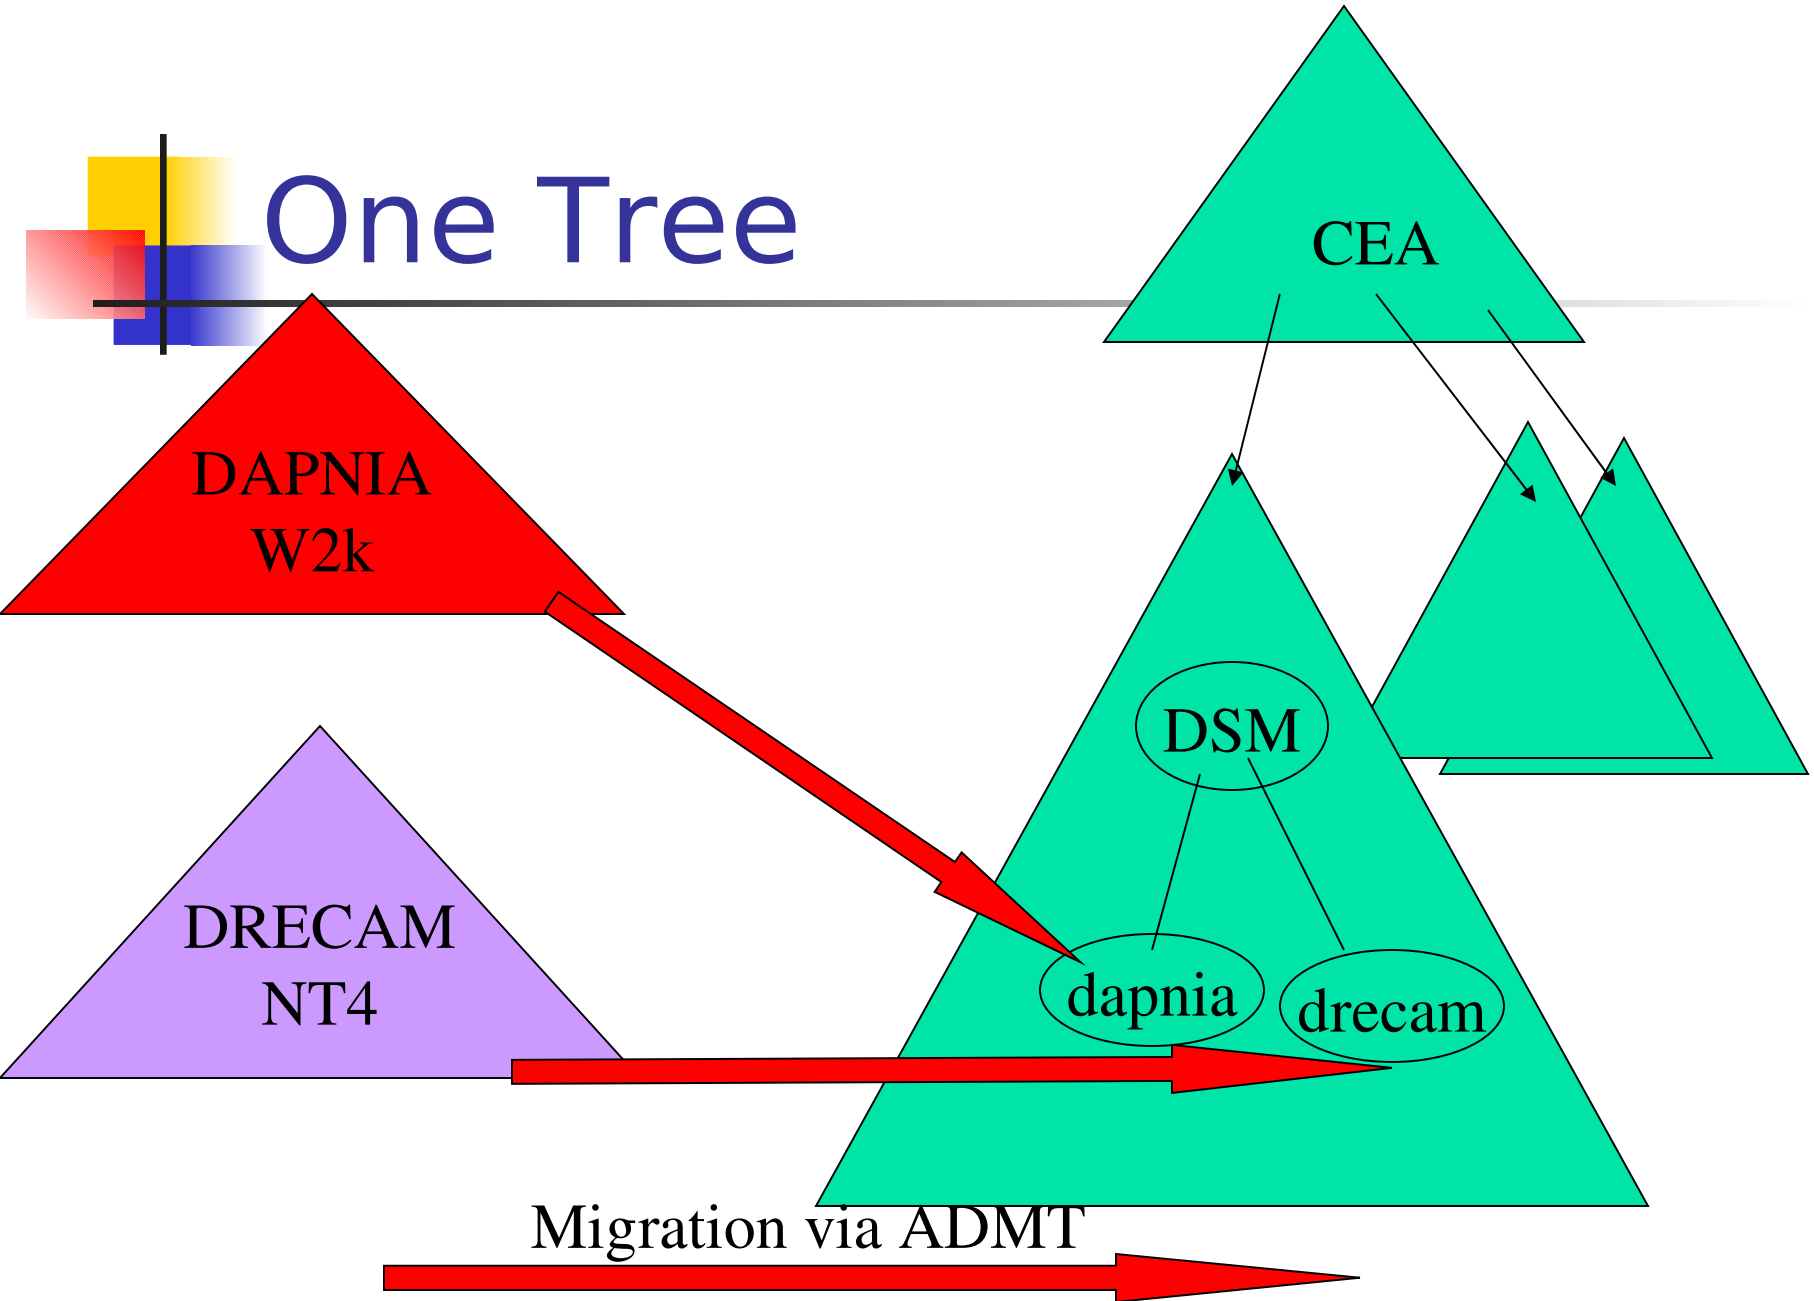 One Tree
CEA
DAPNIA
W2k
DSM
DRECAM
NT4
dapnia
drecam
Migration via ADMT